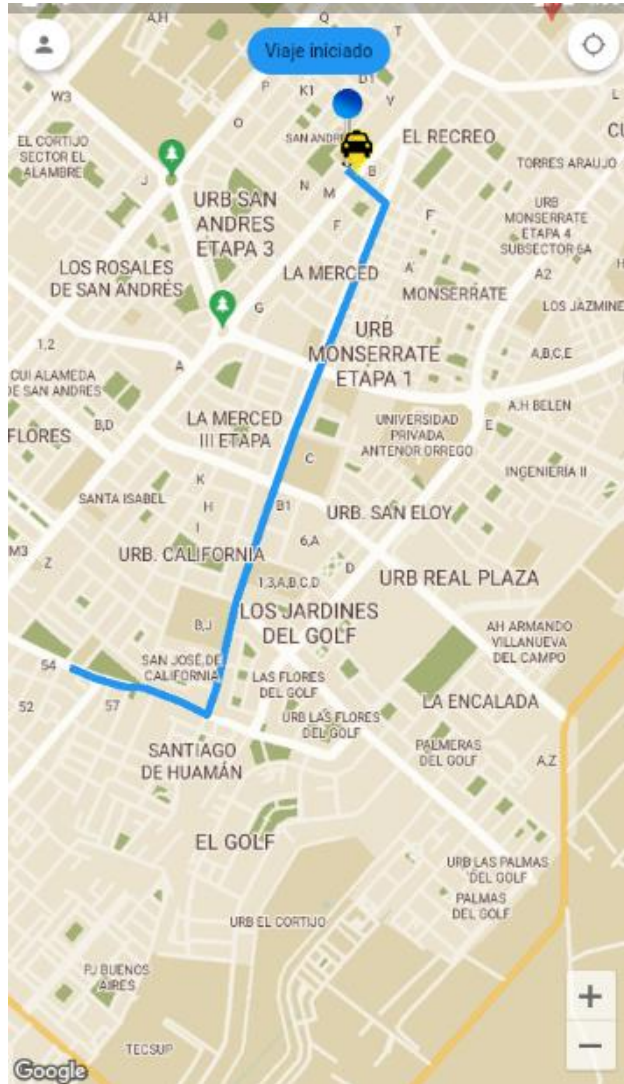 Q
A,H
T
Viaje iniciado
P
D1
K1
V
W3
L
O
EL CORTIJO
SECTOR EL
ALAMBRE
EL RECREO
TORRES ARAUJO
J
B
N
M
URB SAN
ANDRES
ETAPA 3
F
F
URB
MONSERRATE
ETAPA 4
SUBSECTOR 6A
LOS ROSALES
DE SAN ANDRÉS
LA MERCED
A
A2
MONSERRATE
G
LOS JAZMINE
URB
MONSERRATE
ETAPA 1
1,2
A,B,C,E
A
CUI ALAMEDA
DE SAN ANDRES
A.H BELEN
LA MERCED
III ETAPA
B,D
FLORES
UNIVERSIDAD
PRIVADA
ANTENOR ORREGO
E
C
INGENIERÍA II
K
SANTA ISABEL
H
B1
URB. SAN ELOY
I
M3
6,A
URB. CALIFORNIA
Z
D
1,3,A,B,C,D
URB REAL PLAZA
LOS JARDINES
DEL GOLF
B,J
AH ARMANDO
VILLANUEVA
DEL CAMPO
54
SAN JOSÉ DE
CALIFORNIA
LAS FLORES
DEL GOLF
52
57
LA ENCALADA
URB LAS FLORES
DEL GOLF
SANTIAGO
DE HUAMÁN
PALMERAS
DEL GOLF
A,Z
EL GOLF
URB LAS PALMAS
DEL GOLF
PALMAS
DEL GOLF
URB EL CORTIJO
PJ BUENOS
AIRES
+
TECSUP
−
Google